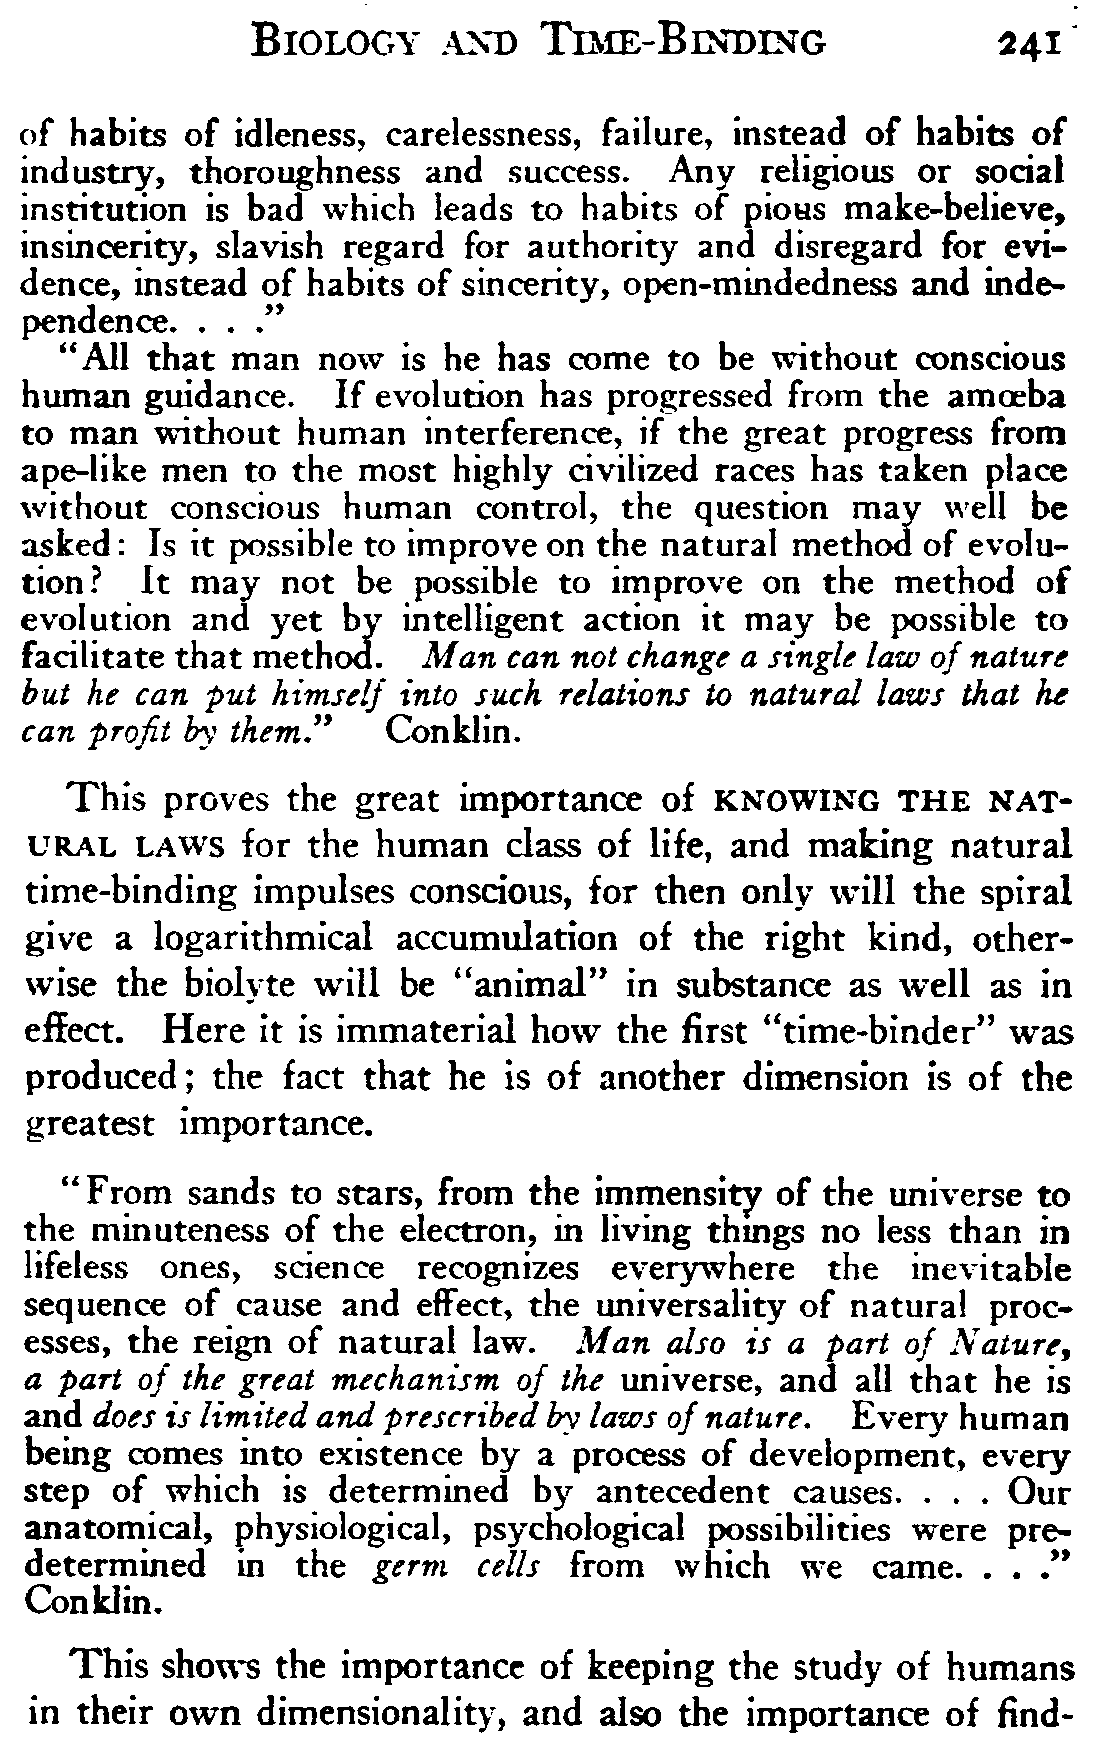 BIOLOGY AND TIME-BINDING 241
of habits of idleness, carelessness, failure, instead of habits of
industry, thoroughness and success. Any religious or social
institution is bad which leads to habits of pious make-believe,
insincerity, slavish regard for authority and disregard for evi-
dence, instead of habits of sincerity, open-mindedness and inde-
pendence. . . ."
"All that man now is he has come to be without conscious
human guidance. If evolution has progressed from the amœba
to man without human interference, if the great progress from
ape-like men to the most highly civilized races has taken place
without conscious human control, the question may well be
asked: Is it possible to improve on the natural method of evolu-
tion? It may not be possible to improve on the method of
evolution and yet by intelligent action it may be possible to
facilitate that method. Man can not change a single law of nature
but he can put himself into such relations to natural laws that he
can profit by them." Conklin.
This proves the great importance of KNOWING THE NAT-
URAL LAWS for the human class of life, and making natural
time-binding impulses conscious, for then only will the spiral
give a logarithmical accumulation of the right kind, other-
wise the biolyte will be "animal" in substance as well as in
effect. Here it is immaterial how the first "time-binder" was
produced; the fact that he is of another dimension is of the
greatest importance.
"From sands to stars, from the immensity of the universe to
the minuteness of the electron, in living things no less than in
lifeless ones, science recognizes everywhere the inevitable
sequence of cause and effect, the universality of natural proc-
esses, the reign of natural law. Man also is a part of Nature,
a part of the great mechanism of the universe, and all that he is
and does is limited and prescribed by laws of nature. Every human
being comes into existence by a process of development, every
step of which is determined by antecedent causes. . . . Our
anatomical, physiological, psychological possibilities were pre-
determined in the germ cells from which we came. . . ."
Conklin.
This shows the importance of keeping the study of humans
in their own dimensionality, and also the importance of find-